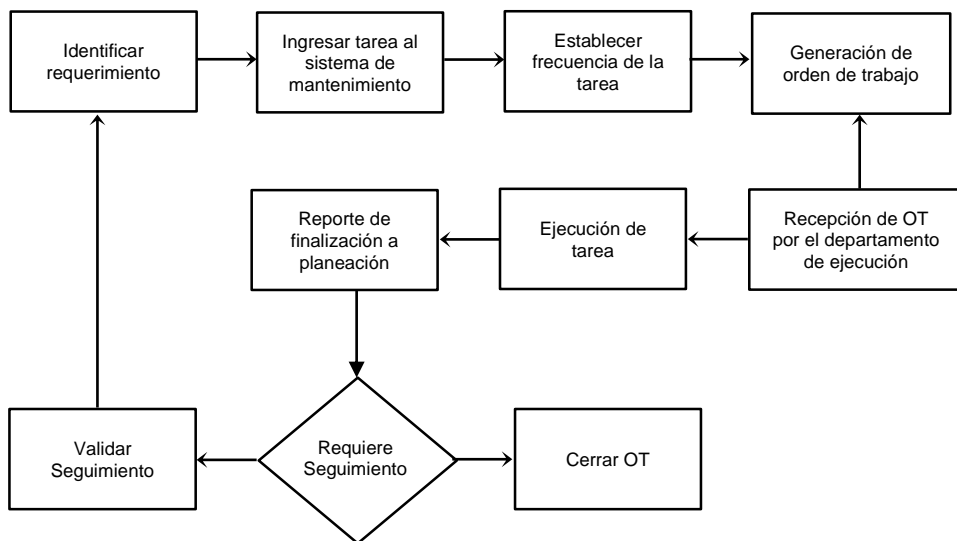 Identificar
requerimiento
Ingresar tarea al
sistema de
mantenimiento
Establecer
frecuencia de la
tarea
Generación de
orden de trabajo
Reporte de
finalización a
planeación
Ejecución de
tarea
Recepción de OT
por el departamento
de ejecución
Validar
Seguimiento
Requiere
Seguimiento
Cerrar OT